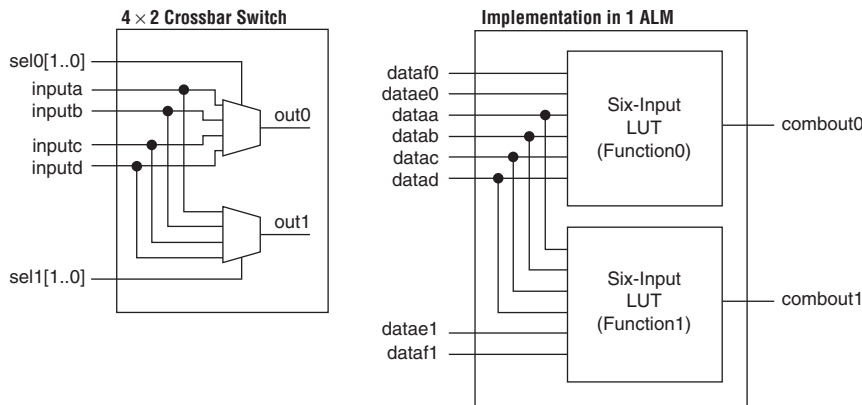 4 × 2 Crossbar Switch
sel0[1..0]
inputa
inputb
inputc
inputd
out0
out1
sel1[1..0]
Implementation in 1 ALM
dataf0
datae0
dataa
datab
datac
datad
Six-Input
LUT
(Function0)
combout0
Six-Input
LUT
(Function1)
combout1
datae1
dataf1